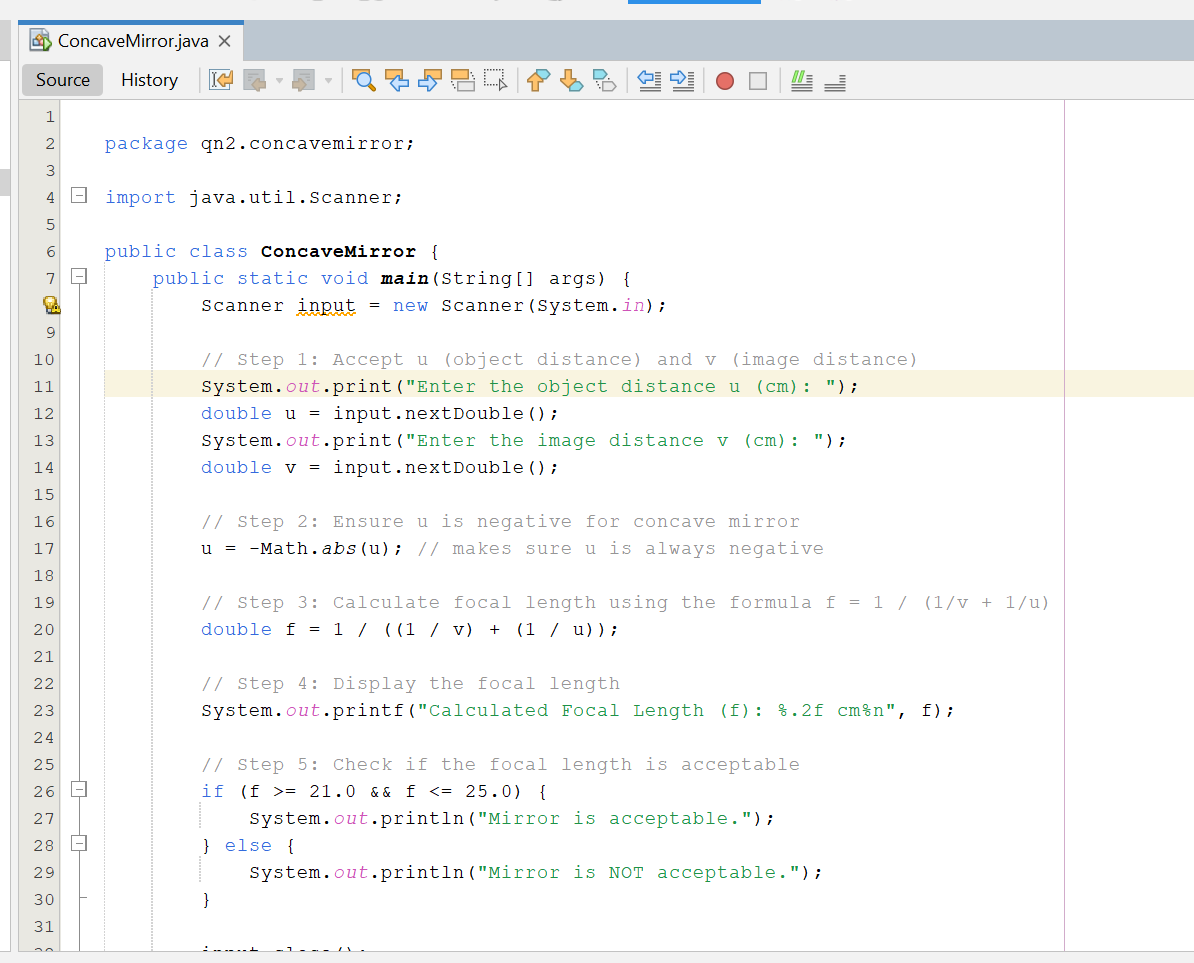 ConcaveMirror.java
Source History
1
2 package qn2.concavemirror;
3
4 import java.util.Scanner;
5
6 public class ConcaveMirror {
7 public static void main(String[] args) {
Scanner input = new Scanner(System.in);
9
10 // Step 1: Accept u (object distance) and v (image distance)
11 System.out.print("Enter the object distance u (cm): ");
12 double u = input.nextDouble();
13 System.out.print("Enter the image distance v (cm): ");
14 double v = input.nextDouble();
15
16 // Step 2: Ensure u is negative for concave mirror
17 u = -Math.abs(u); // makes sure u is always negative
18
19 // Step 3: Calculate focal length using the formula f = 1 / (1/v + 1/u)
20 double f = 1 / ((1 / v) + (1 / u));
21
22 // Step 4: Display the focal length
23 System.out.printf("Calculated Focal Length (f): %.2f cm%n", f);
24
25 // Step 5: Check if the focal length is acceptable
26 if (f >= 21.0 && f <= 25.0) {
27 System.out.println("Mirror is acceptable.");
28 } else {
29 System.out.println("Mirror is NOT acceptable.");
30 }
31